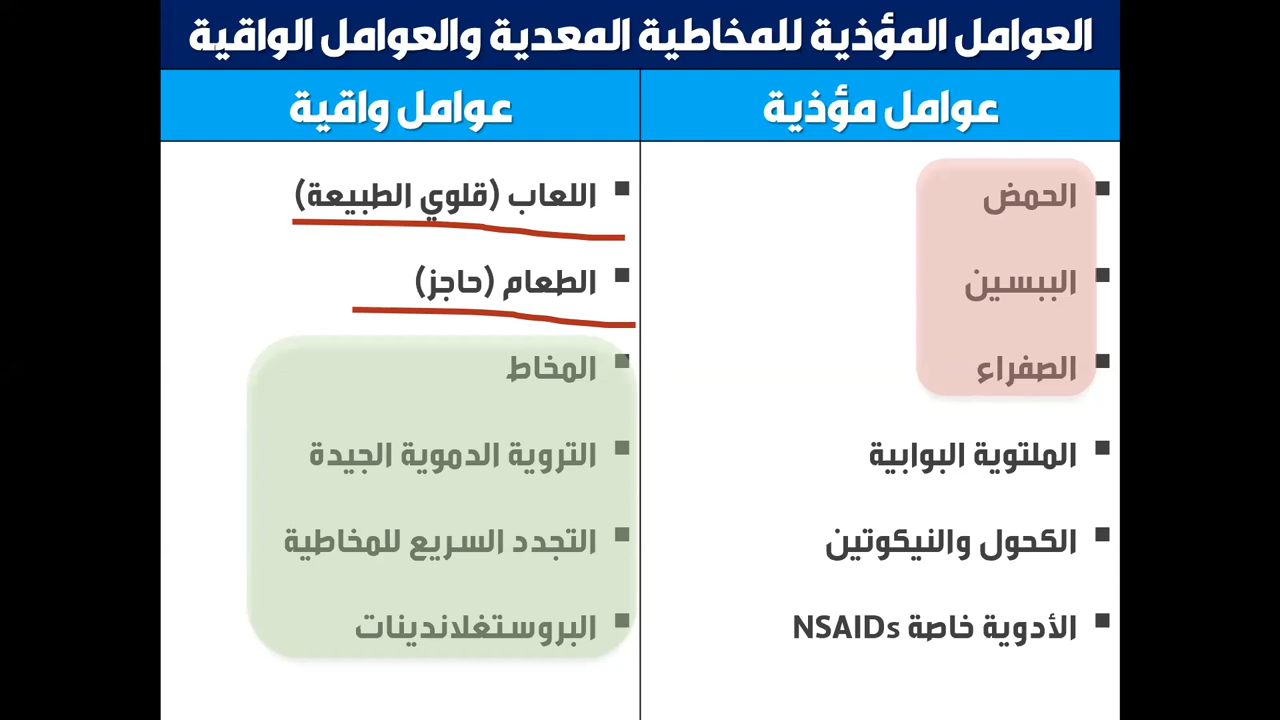 العوامل المؤذية للمخاطية المعدية والعوامل الواقية
عوامل مؤذية
الحمض
الببسين
الصفراء
الملتوية البوابية
الكحول والنيكوتين
الأدوية خاصة NSAIDs
عوامل واقية
اللعاب (قلوي الطبيعة)
الطعام (حاجز)
المخاط
التروية الدموية الجيدة
التجدد السريع للمخاطية
البروستغلاندينات